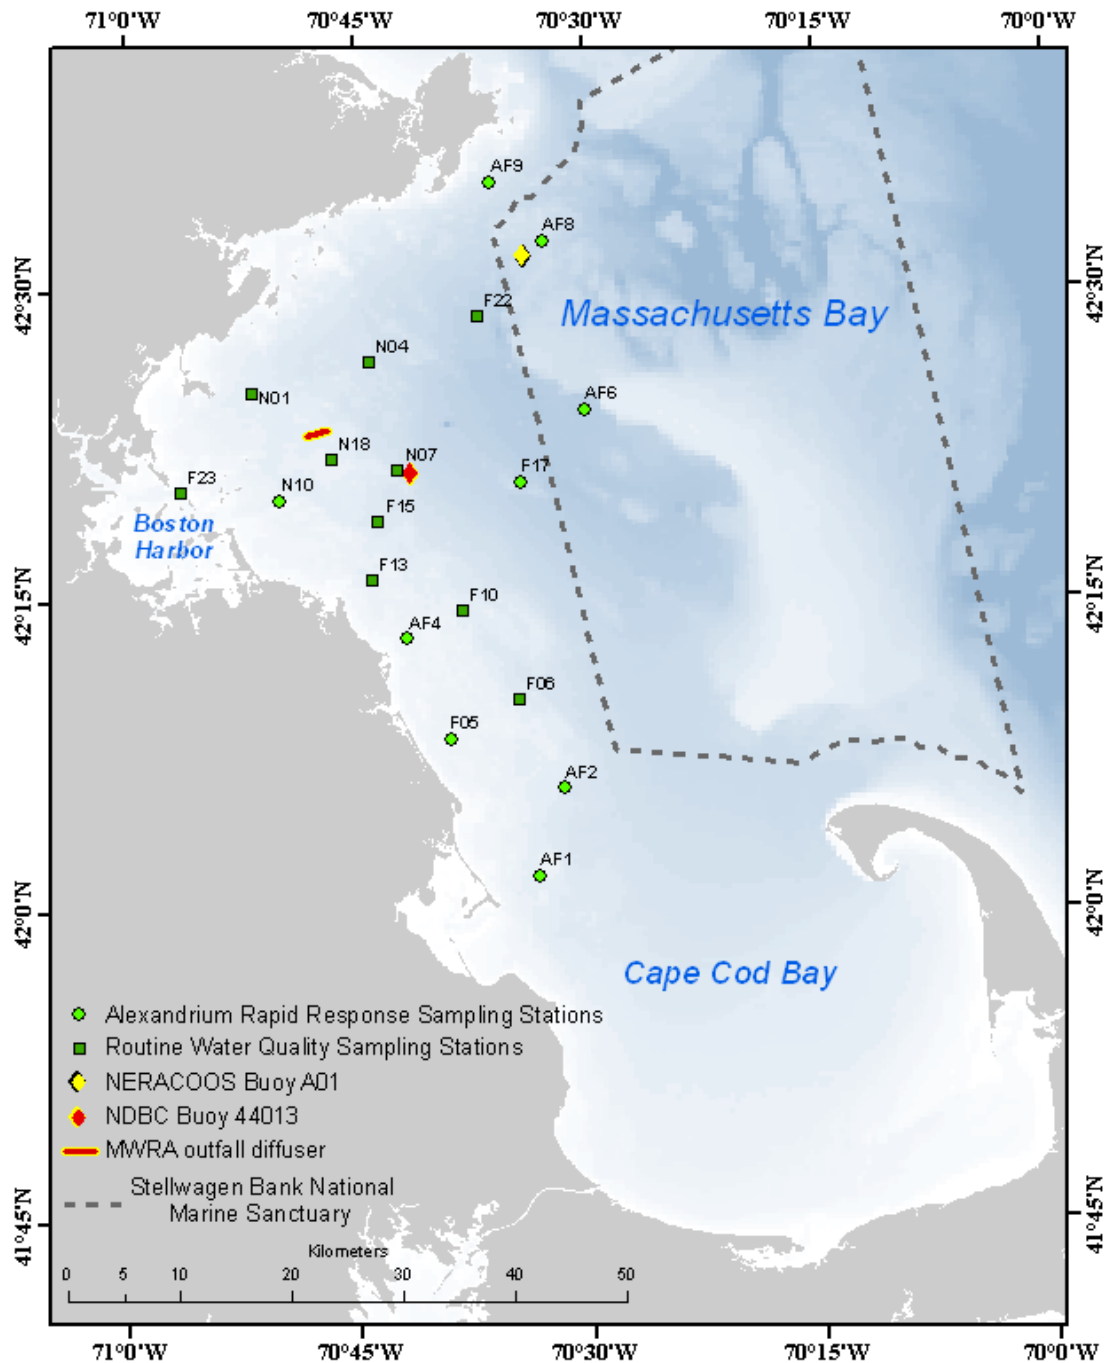 71°0'W 70°45'W 70°30'W 70°15'W 70°0'W
AF9
AF8
42°30'N
42°30'N
F22
Massachusetts Bay
N04
N01
AF6
N18
N07
F17
F23
N10
F15
Boston
Harbor
F13
F10
42°15'N
42°15'N
AF4
F06
F05
AF2
AF1
42°0'N
42°0'N
Cape Cod Bay
Alexandrium Rapid Response Sampling Stations
Routine Water Quality Sampling Stations
NERACOOS Buoy A01
NDBC Buoy 44013
MWRA outfall diffuser
Stellwagen Bank National
Marine Sanctuary
41°45'N
41°45'N
Kilometers
0 5 10 20 30 40 50
71°0'W 70°45'W 70°30'W 70°15'W 70°0'W